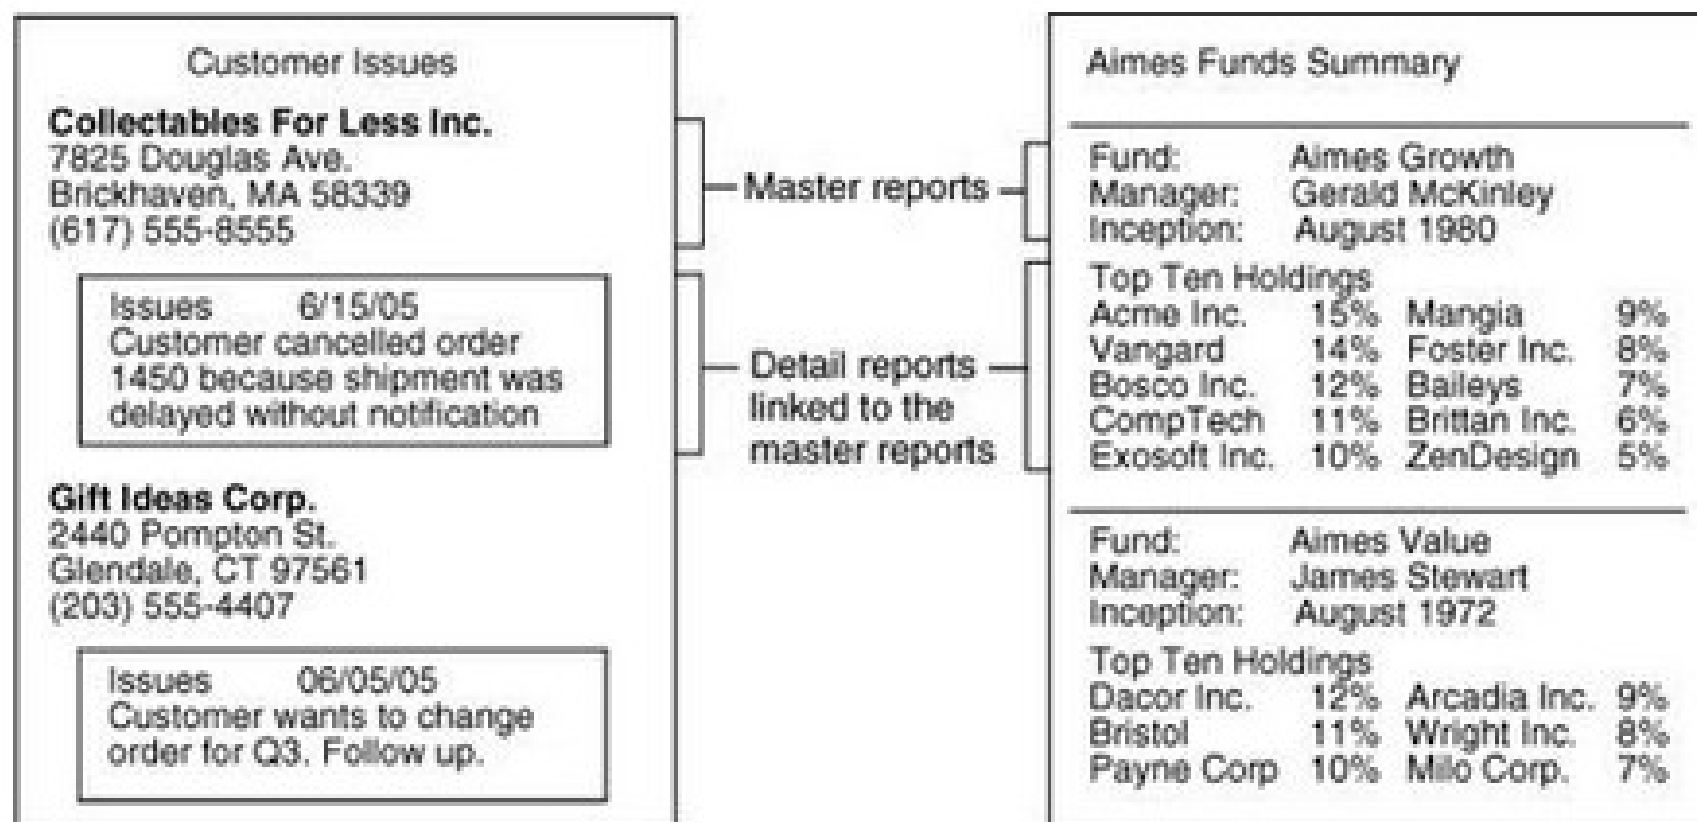 Customer Issues
Collectables For Less Inc.
7825 Douglas Ave.
Brickhaven, MA 58339
(617) 555-8555
Issues 6/15/05
Customer cancelled order
1450 because shipment was
delayed without notification
Gift Ideas Corp.
2440 Pompton St.
Glendale, CT 97561
(203) 555-4407
Issues 06/05/05
Customer wants to change
order for Q3. Follow up.
Master reports
Detail reports
linked to the
master reports
Aimes Funds Summary
Fund: Aimes Growth
Manager: Gerald McKinley
Inception: August 1980
Top Ten Holdings
Acme Inc. 15% Mangia 9%
Vangard 14% Foster Inc. 8%
Bosco Inc. 12% Baileys 7%
CompTech 11% Brittan Inc. 6%
Exosoft Inc. 10% ZenDesign 5%
Fund: Aimes Value
Manager: James Stewart
Inception: August 1972
Top Ten Holdings
Dacor Inc. 12% Arcadia Inc. 9%
Bristol 11% Wright Inc. 8%
Payne Corp 10% Milo Corp. 7%